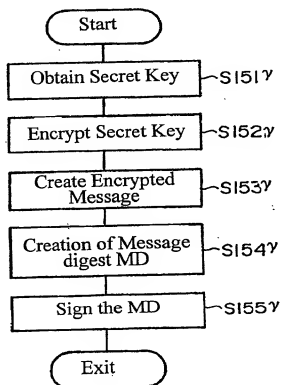 Start
Obtain Secret Key S151γ
Encrypt Secret Key S152γ
Create Encrypted
Message S153γ
Creation of Message
digest MD S154γ
Sign the MD S155γ
Exit